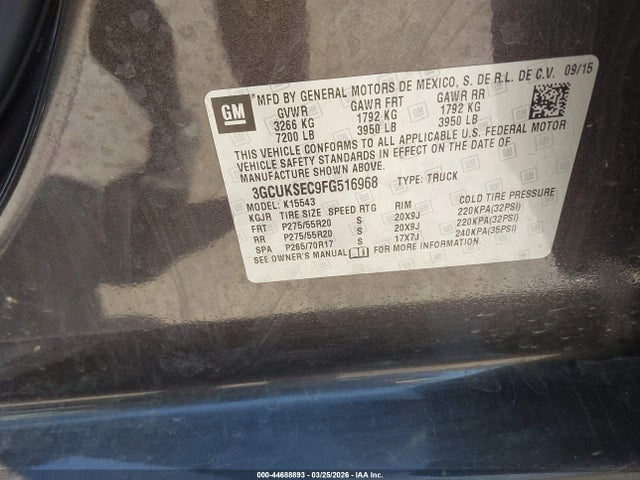 GM
MFD BY GENERAL MOTORS DE MEXICO, S. DE R.L. DE C.V. 09/15
GVWR GAWR FRT GAWR RR
3266 KG 1792 KG 1792 KG
7200 LB 3950 LB 3950 LB
THIS VEHICLE CONFORMS TO ALL APPLICABLE U.S. FEDERAL MOTOR
VEHICLE SAFETY STANDARDS IN EFFECT ON THE DATE OF
MANUFACTURE SHOWN ABOVE.
3GCUKSEC9FG516968 TYPE: TRUCK
MODEL: K15543
KGJR TIRE SIZE SPEED RTG RIM COLD TIRE PRESSURE
FRT P275/55R20 S 20X9J 220KPA(32PSI)
RR P275/55R20 S 20X9J 220KPA(32PSI)
SPA P265/70R17 S 17X7J 240KPA(35PSI)
SEE OWNER'S MANUAL FOR MORE INFORMATION.
000-44688893 03/25/2026 IAA Inc.